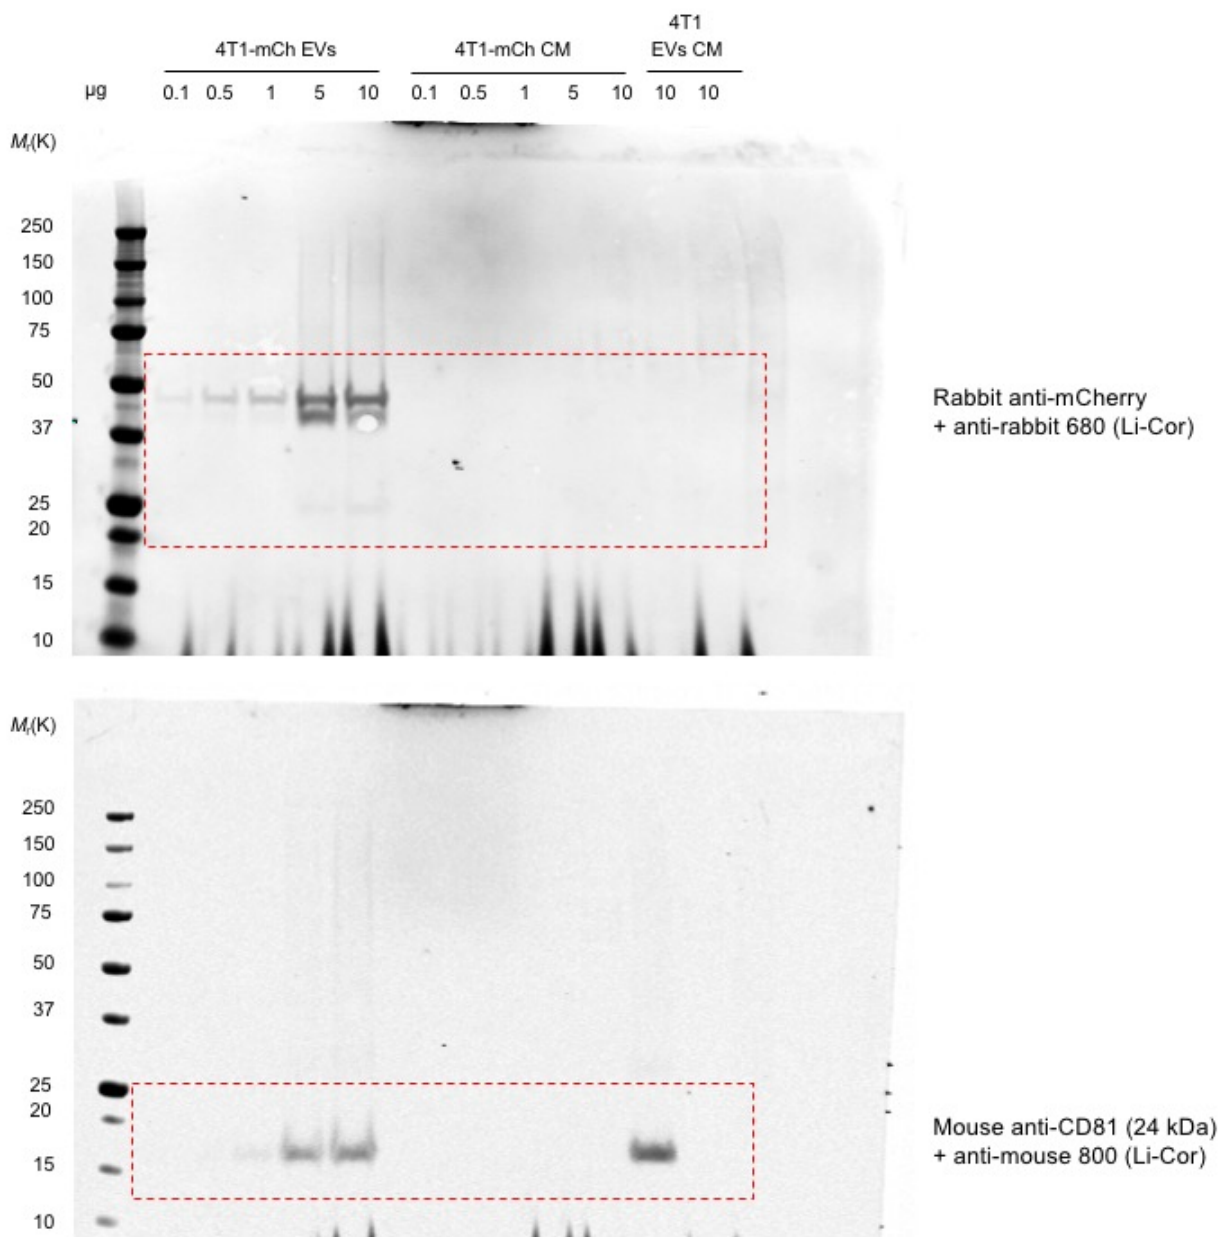 4T1
4T1-mCh EVs 4T1-mCh CM EVs CM
µg 0.1 0.5 1 5 10 0.1 0.5 1 5 10 10 10
Mr(K)
250
150
100
75
50
37
25
20
15
10
Rabbit anti-mCherry
+ anti-rabbit 680 (Li-Cor)
Mr(K)
250
150
100
75
50
37
25
20
15
10
Mouse anti-CD81 (24 kDa)
+ anti-mouse 800 (Li-Cor)